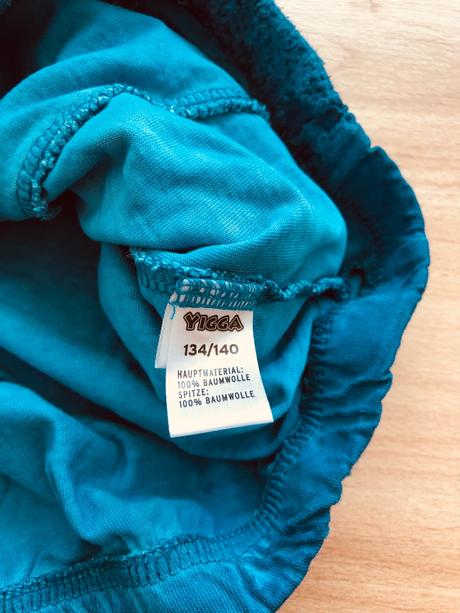 YIGGA
134/140
HAUPTMATERIAL:
100% BAUMWOLLE
SPITZE:
100% BAUMWOLLE